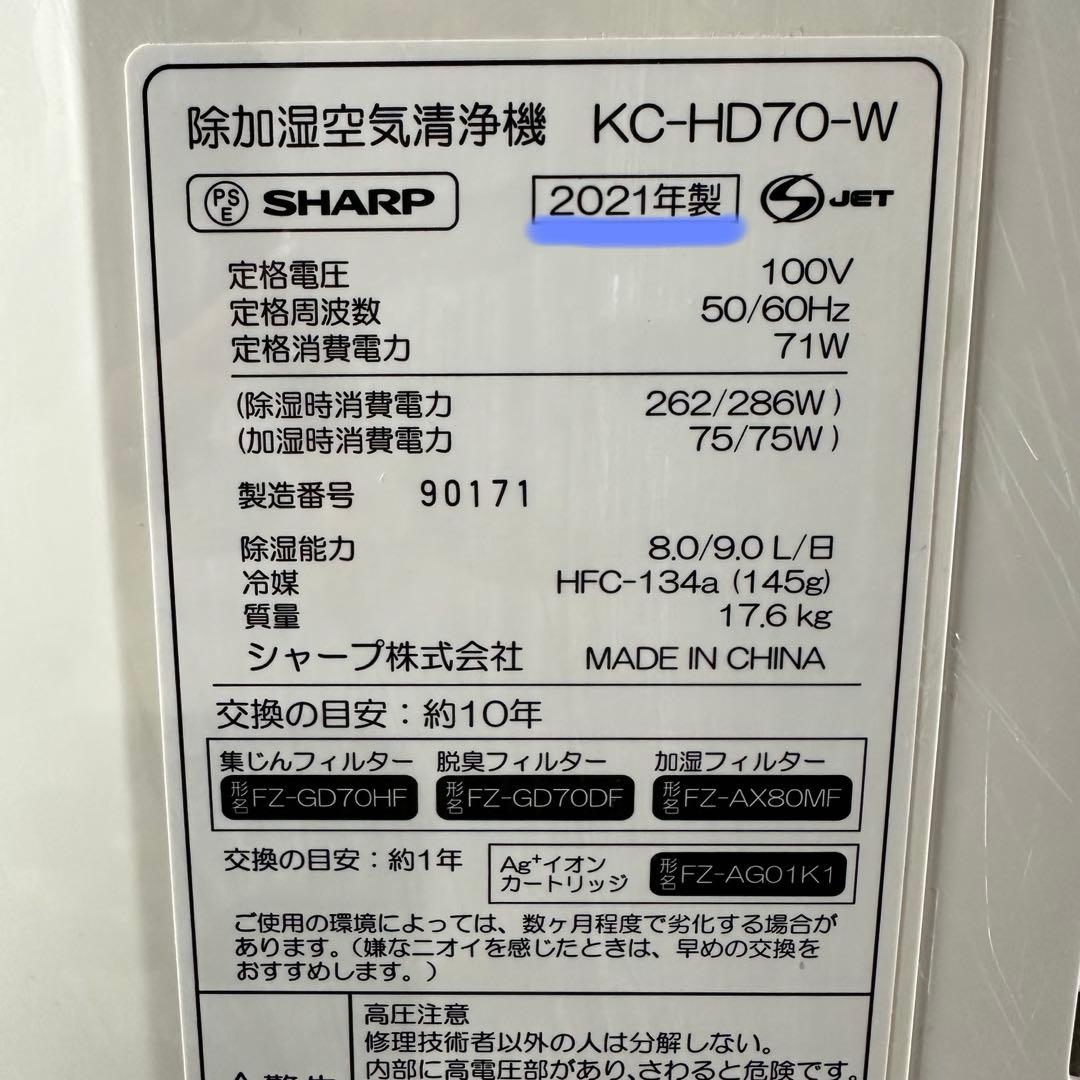 除加湿空気清浄機 KC-HD70-W
PSE SHARP 2021年製 S JET
定格電圧 100V
定格周波数 50/60Hz
定格消費電力 71W
(除湿時消費電力 262/286W)
(加湿時消費電力 75/75W)
製造番号 90171
除湿能力 8.0/9.0 L/日
冷媒 HFC-134a (145g)
質量 17.6 kg
シャープ株式会社 MADE IN CHINA
交換の目安：約10年
集じんフィルター 脱臭フィルター 加湿フィルター
形名 FZ-GD70HF 形名 FZ-GD70DF 形名 FZ-AX80MF
交換の目安：約1年 Ag⁺イオンカートリッジ 形名 FZ-AG01K1
ご使用の環境によっては、数ヶ月程度で劣化する場合が
あります。(嫌なニオイを感じたときは、早めの交換を
おすすめします。)
高圧注意
修理技術者以外の人は分解しない。
内部に高電圧部があり、さわると危険です。